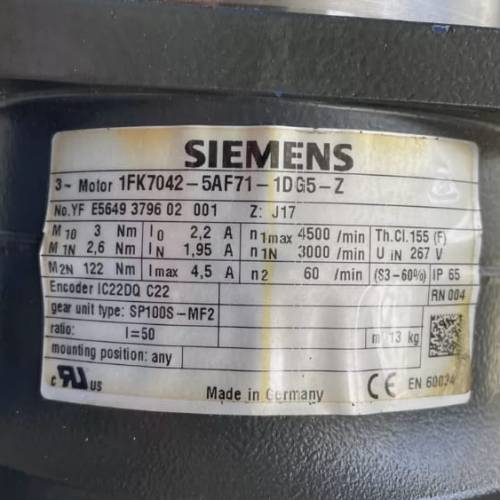 SIEMENS
3~ Motor 1FK7042-5AF71-1DG5-Z
No.YF E5649 3796 02 001 Z: J17
M10 3 Nm I0 2,2 A n1max 4500 /min Th.Cl.155 (F)
M1N 2,6 Nm IN 1,95 A n1N 3000 /min U IN 267 V
M2N 122 Nm Imax 4,5 A n2 60 /min (S3-60%) IP 65
Encoder IC22DQ C22 RN 004
gear unit type: SP100S-MF2
ratio: I=50 m: 13 kg
mounting position: any
c RU US Made in Germany CE EN 60034